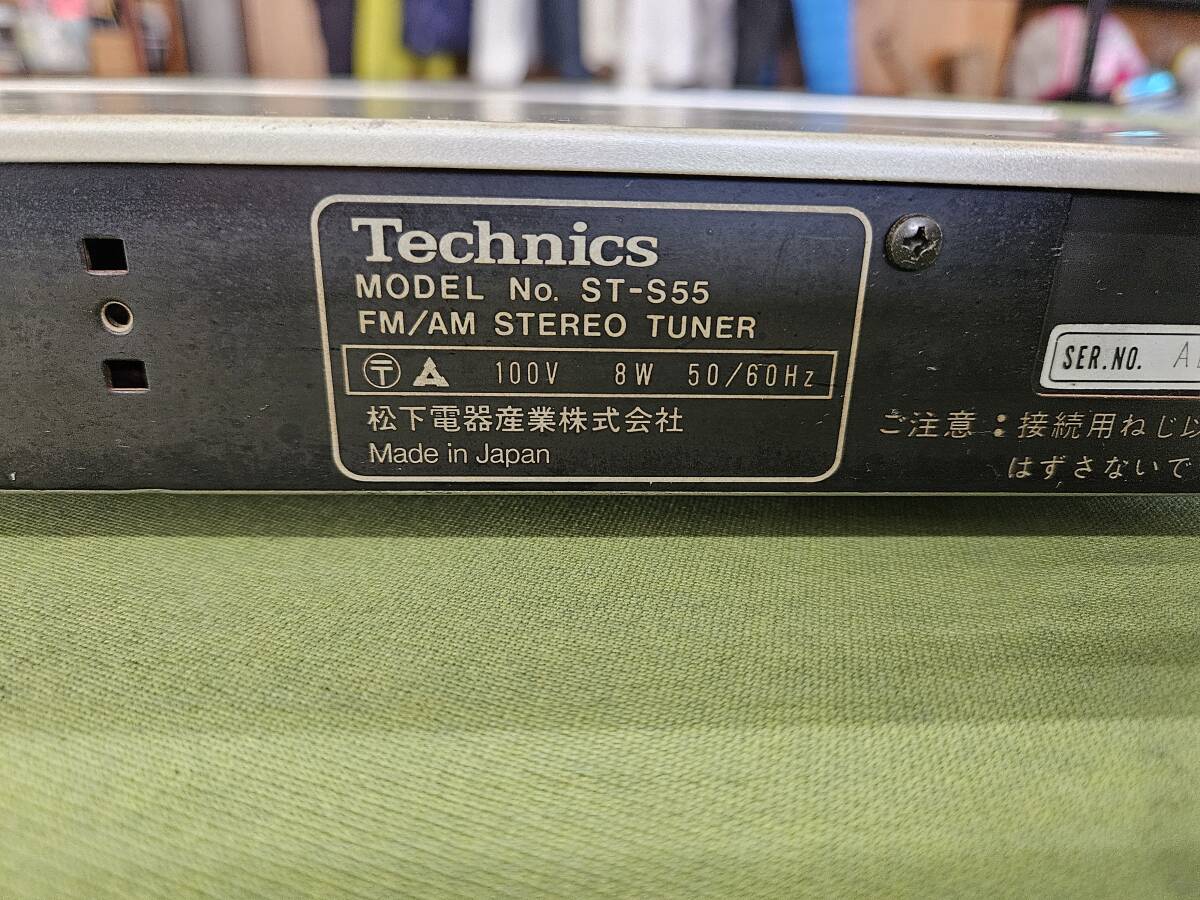 Technics
MODEL No. ST-S55
FM/AM STEREO TUNER
100V 8W 50/60Hz
松下電器産業株式会社
Made in Japan
SER.NO. A
ご注意：接続用ねじ以
はずさないで